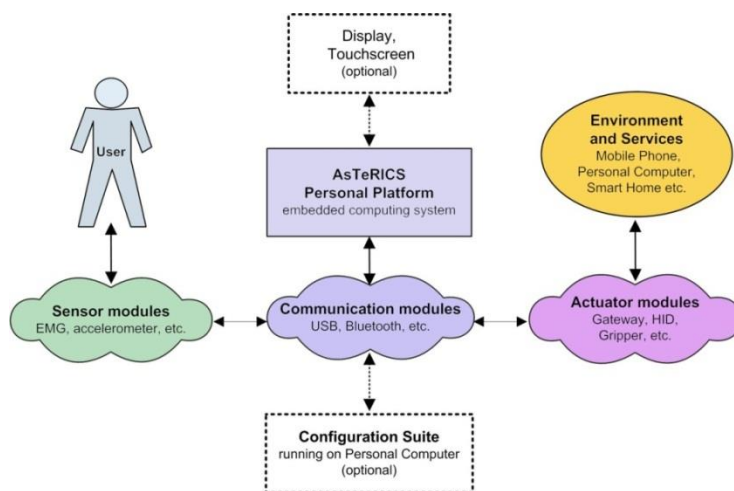 Display,
Touchscreen
(optional)
User
AsTeRICS
Personal Platform
embedded computing system
Environment
and Services
Mobile Phone,
Personal Computer,
Smart Home etc.
Sensor modules
EMG, accelerometer, etc.
Communication modules
USB, Bluetooth, etc.
Actuator modules
Gateway, HID,
Gripper, etc.
Configuration Suite
running on Personal Computer
(optional)